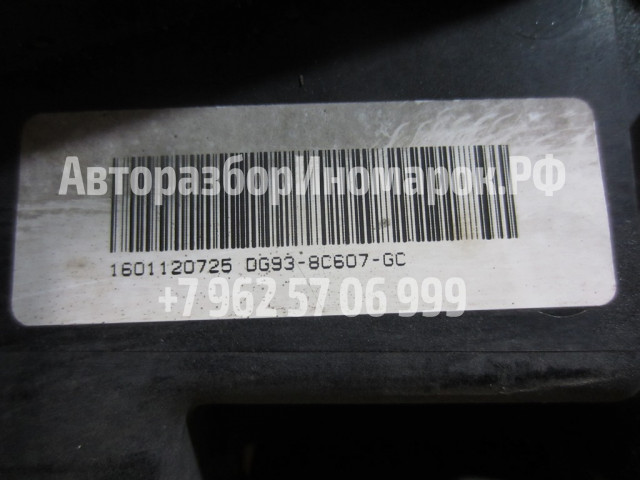 АвторазборИномарок.РФ
1601120725 DG93-8C607-GC
+7 962 57 06 999